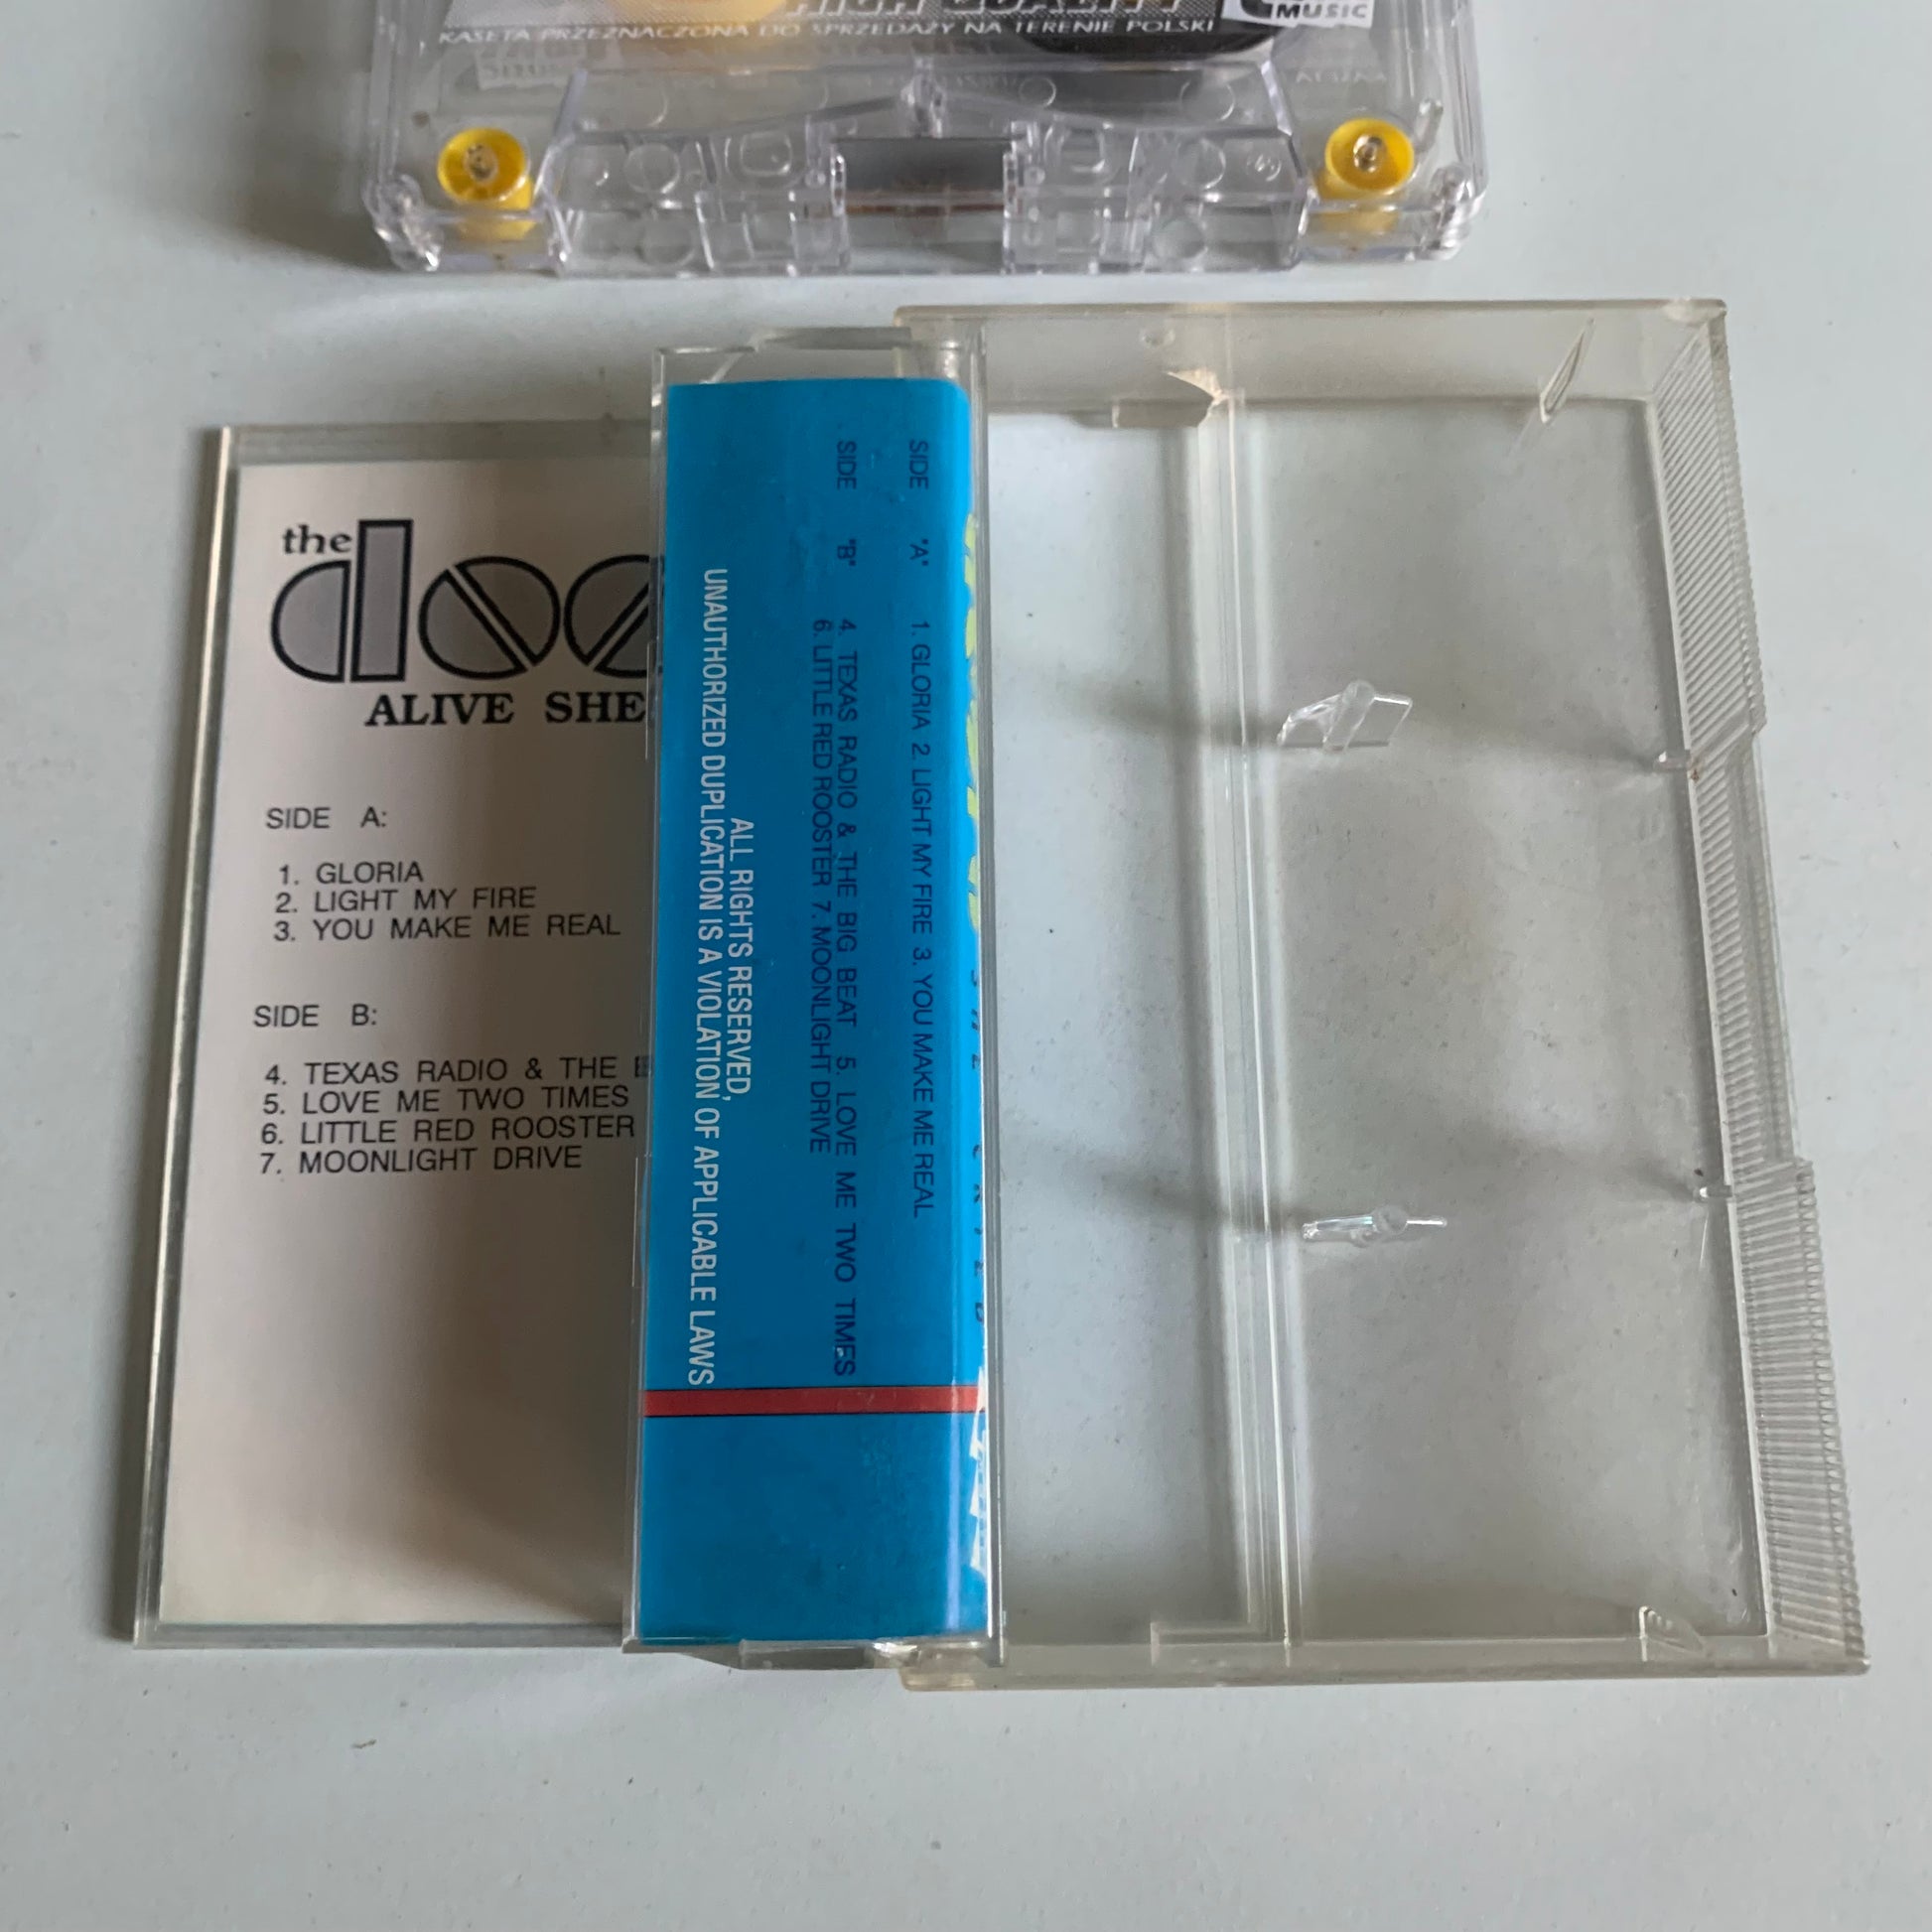 HIGH QUALITY
MUSIC
KASETA PRZEZNACZONA DO SPRZEDAŻY NA TERENIE POLSKI
the
doo
ALIVE SHE
SIDE A:
1. GLORIA
2. LIGHT MY FIRE
3. YOU MAKE ME REAL
SIDE B:
4. TEXAS RADIO & THE
5. LOVE ME TWO TIMES
6. LITTLE RED ROOSTER
7. MOONLIGHT DRIVE
SIDE "A" 1. GLORIA 2. LIGHT MY FIRE 3. YOU MAKE ME REAL
SIDE "B" 4. TEXAS RADIO & THE BIG BEAT 5. LOVE ME TWO TIMES
6. LITTLE RED ROOSTER 7. MOONLIGHT DRIVE
ALL RIGHTS RESERVED,
UNAUTHORIZED DUPLICATION IS A VIOLATION OF APPLICABLE LAWS